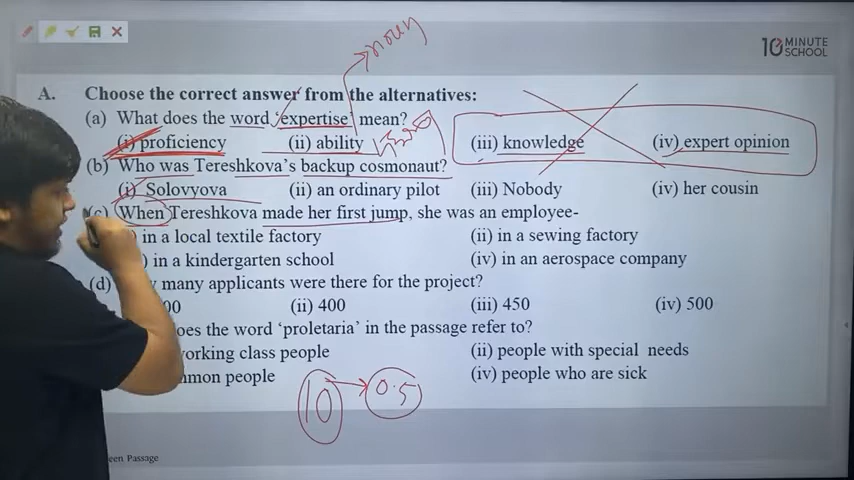 10 MINUTE SCHOOL
noun
A. Choose the correct answer from the alternatives:
(a) What does the word ‘expertise’ mean?
(i) proficiency (ii) ability (iii) knowledge (iv) expert opinion
(b) Who was Tereshkova’s backup cosmonaut?
(i) Solovyova (ii) an ordinary pilot (iii) Nobody (iv) her cousin
(c) When Tereshkova made her first jump, she was an employee-
in a local textile factory (ii) in a sewing factory
in a kindergarten school (iv) in an aerospace company
(d) many applicants were there for the project?
00 (ii) 400 (iii) 450 (iv) 500
oes the word ‘proletaria’ in the passage refer to?
orking class people (ii) people with special needs
mmon people (iv) people who are sick
10 → 0.5
een Passage